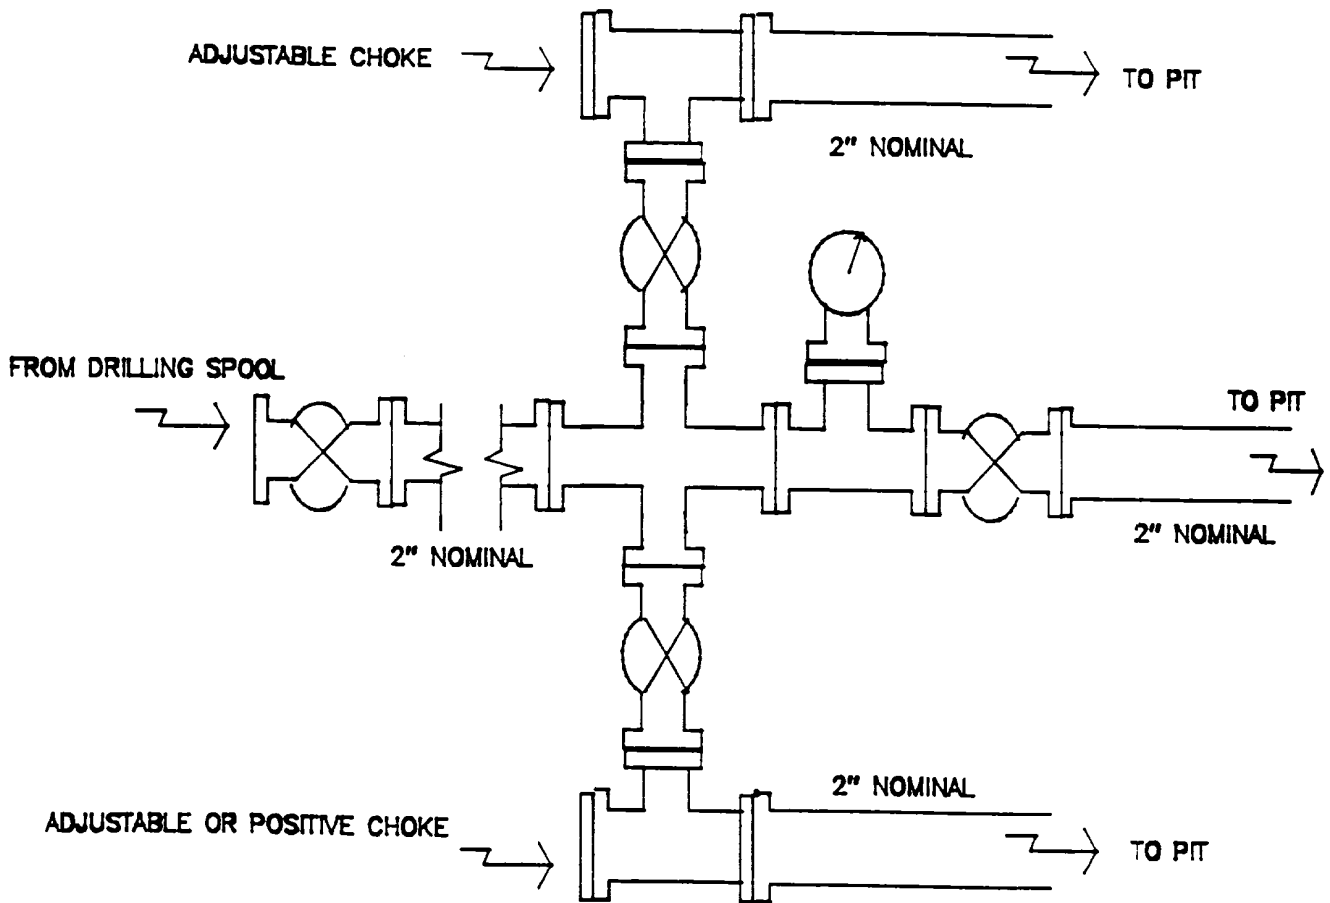 ADJUSTABLE CHOKE
TO PIT
2" NOMINAL
FROM DRILLING SPOOL
TO PIT
2" NOMINAL
2" NOMINAL
2" NOMINAL
ADJUSTABLE OR POSITIVE CHOKE
TO PIT